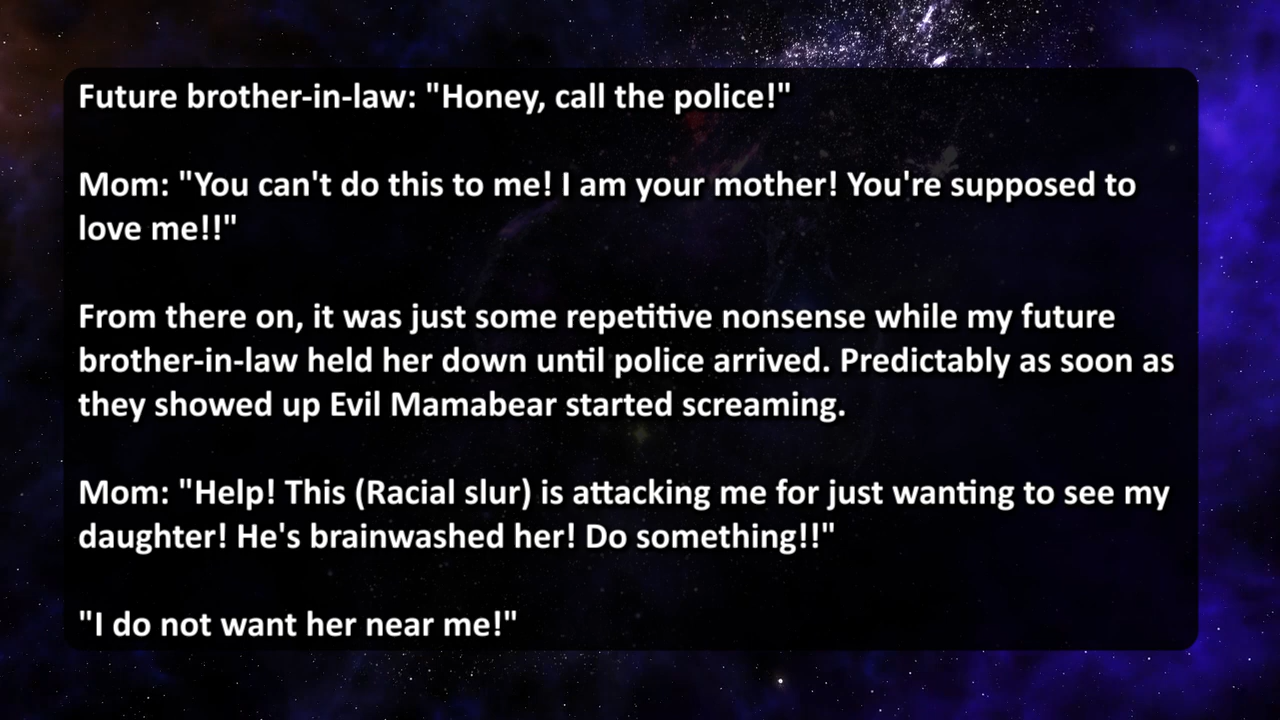 Future brother-in-law: "Honey, call the police!"
Mom: "You can't do this to me! I am your mother! You're supposed to
love me!!"
From there on, it was just some repetitive nonsense while my future
brother-in-law held her down until police arrived. Predictably as soon as
they showed up Evil Mamabear started screaming.
Mom: "Help! This (Racial slur) is attacking me for just wanting to see my
daughter! He's brainwashed her! Do something!!"
"I do not want her near me!"